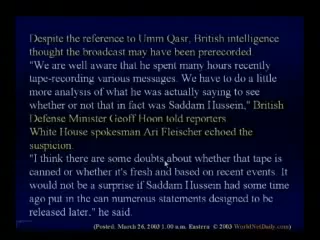 Despite the reference to Umm Qasr, British intelligence
thought the broadcast may have been prerecorded
"We are well aware that he spent many hours recently
tape-recording various messages. We have to do a little
more analysis of what he was actually saying to see
whether or not that in fact was Saddam Hussein," British
Defense Minister Geoff Hoon told reporters
White House spokesman Ari Fleischer echoed the
suspicion.
"I think there are some doubts about whether that tape is
canned or whether it's fresh and based on recent events. It
would not be a surprise if Saddam Hussein had some time
ago put in the can numerous statements designed to be
released later," he said.
(Posted: March 26, 2003 1:00 a.m. Eastern © 2003 WorldNetDaily.com)